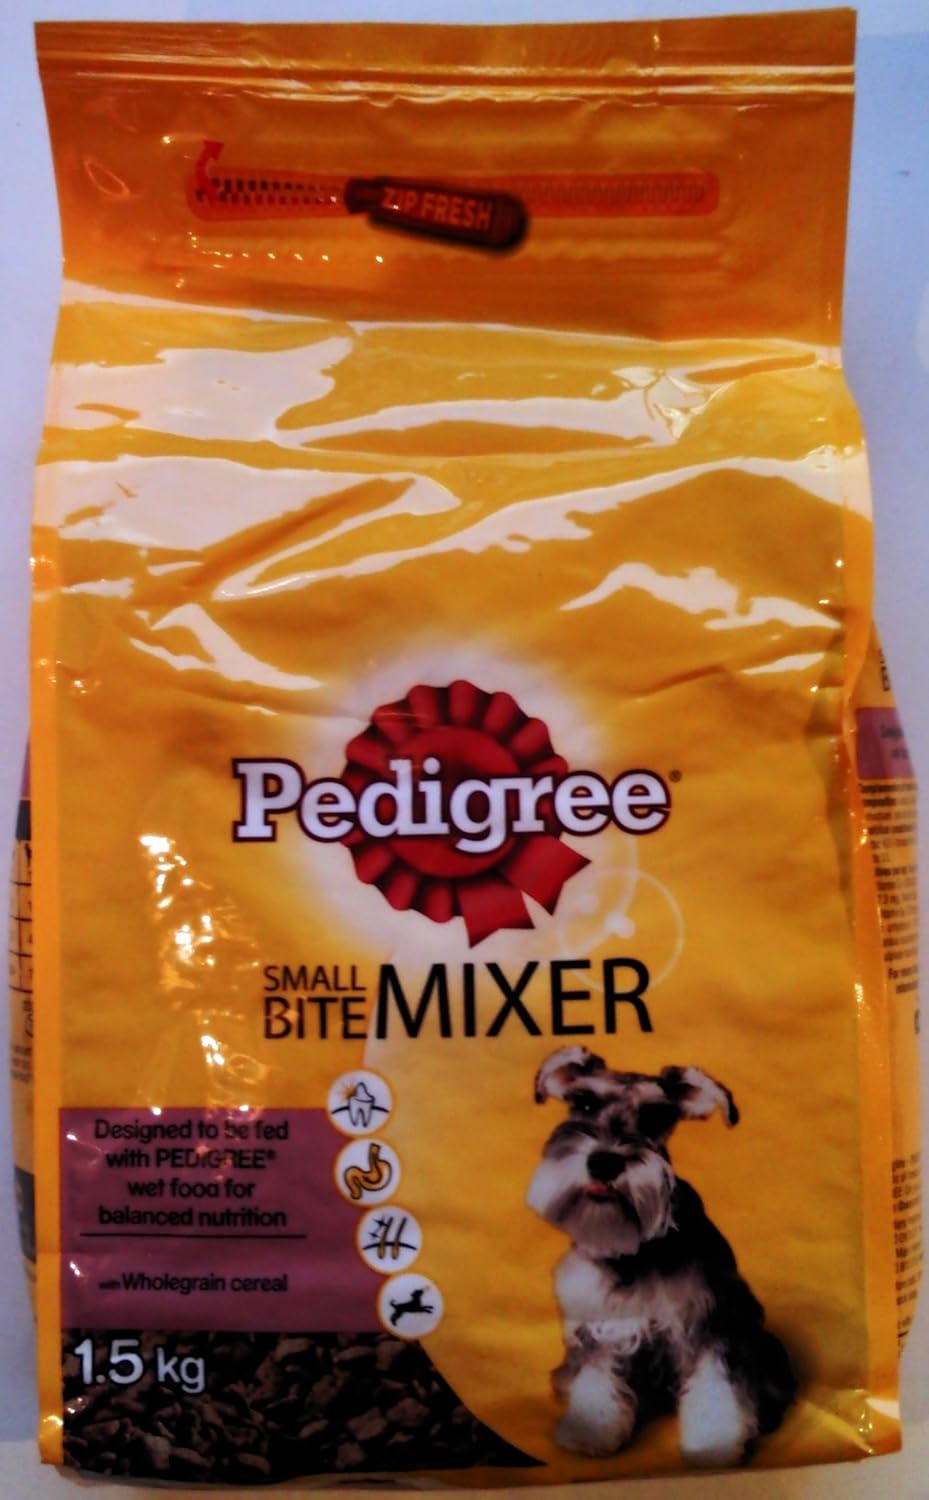 ZIP FRESH
Pedigree®
SMALL
BITE MIXER
Designed to be fed
with PEDIGREE®
wet food for
balanced nutrition
with Wholegrain cereal
1.5 kg